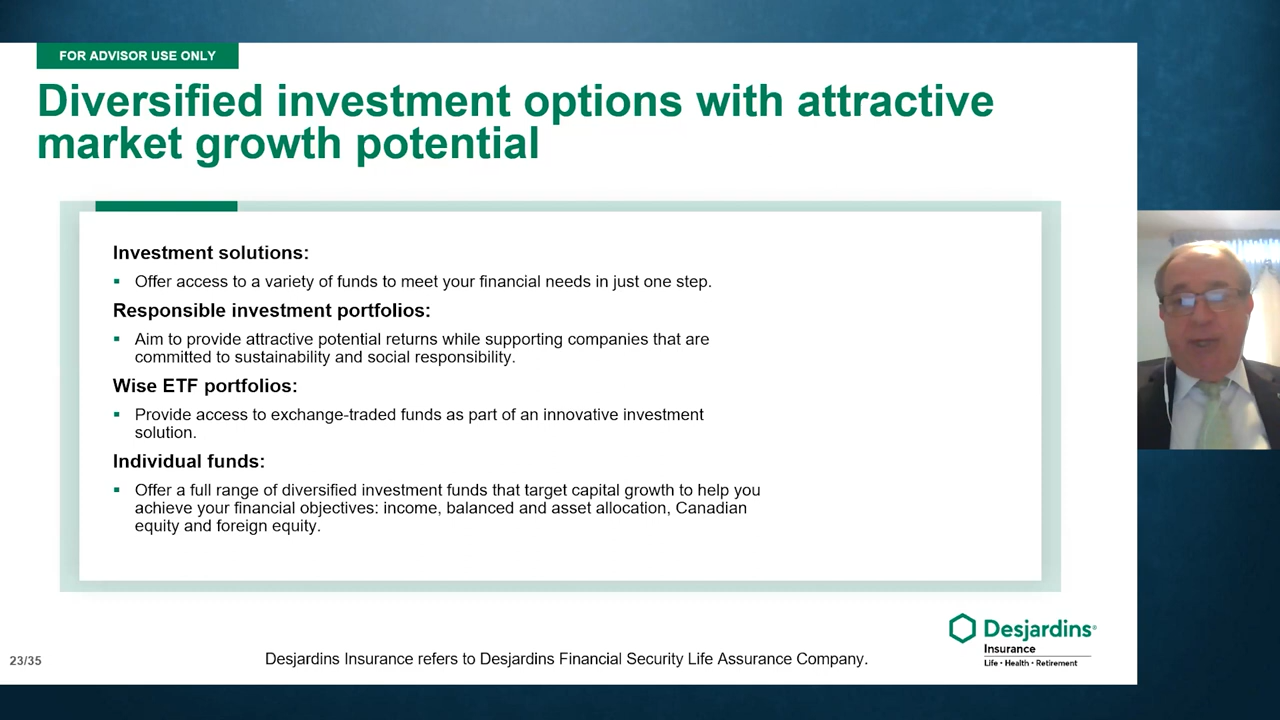 FOR ADVISOR USE ONLY
Diversified investment options with attractive
market growth potential
Investment solutions:
▪ Offer access to a variety of funds to meet your financial needs in just one step.
Responsible investment portfolios:
▪ Aim to provide attractive potential returns while supporting companies that are
committed to sustainability and social responsibility.
Wise ETF portfolios:
▪ Provide access to exchange-traded funds as part of an innovative investment
solution.
Individual funds:
▪ Offer a full range of diversified investment funds that target capital growth to help you
achieve your financial objectives: income, balanced and asset allocation, Canadian
equity and foreign equity.
Desjardins®
Insurance
Life • Health • Retirement
23/35
Desjardins Insurance refers to Desjardins Financial Security Life Assurance Company.